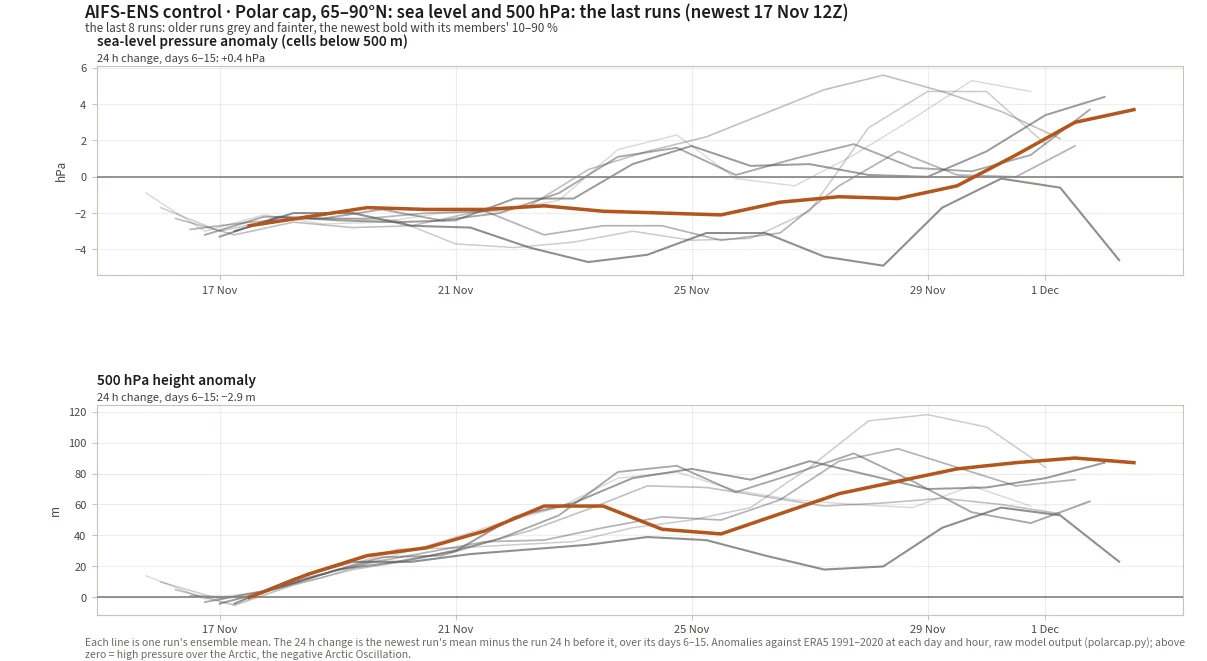 AIFS-ENS control · Polar cap, 65–90°N: sea level and 500 hPa: the last runs (newest 17 Nov 12Z)
the last 8 runs: older runs grey and fainter, the newest bold with its members' 10–90 %
sea-level pressure anomaly (cells below 500 m)
24 h change, days 6–15: +0.4 hPa
6
4
2
0
−2
−4
hPa
17 Nov
21 Nov
25 Nov
29 Nov
1 Dec
500 hPa height anomaly
24 h change, days 6–15: −2.9 m
120
100
80
60
40
20
0
m
17 Nov
21 Nov
25 Nov
29 Nov
1 Dec
Each line is one run's ensemble mean. The 24 h change is the newest run's mean minus the run 24 h before it, over its days 6–15. Anomalies against ERA5 1991–2020 at each day and hour, raw model output (polarcap.py); above
zero = high pressure over the Arctic, the negative Arctic Oscillation.